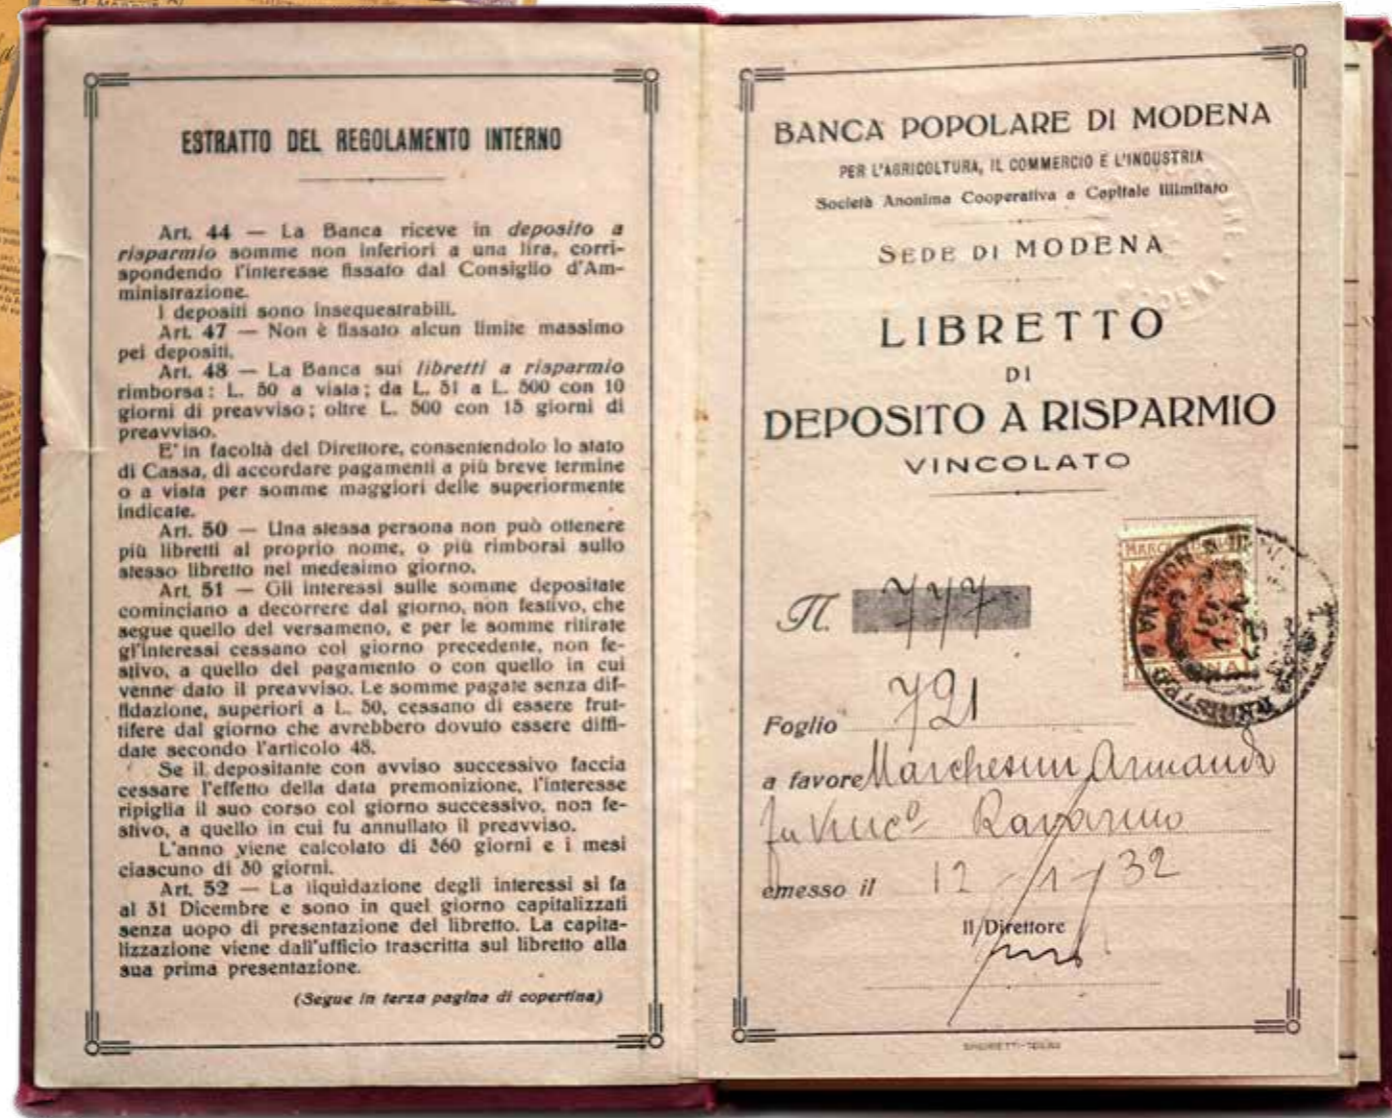 ESTRATTO DEL REGOLAMENTO INTERNO
Art. 44 — La Banca riceve in deposito a
risparmio somme non inferiori a una lira, corri-
spondendo l'interesse fissato dal Consiglio d'Am-
ministrazione.
I depositi sono insequestrabili.
Art. 47 — Non è fissato alcun limite massimo
pei depositi.
Art. 48 — La Banca sui libretti a risparmio
rimborsa: L. 50 a vista; da L. 51 a L. 500 con 10
giorni di preavviso; oltre L. 500 con 15 giorni di
preavviso.
E' in facoltà del Direttore, consentendolo lo stato
di Cassa, di accordare pagamenti a più breve termine
o a vista per somme maggiori delle superiormente
indicate.
Art. 50 — Una stessa persona non può ottenere
più libretti al proprio nome, o più rimborsi sullo
stesso libretto nel medesimo giorno.
Art. 51 — Gli interessi sulle somme depositate
cominciano a decorrere dal giorno, non festivo, che
segue quello del versameno, e per le somme ritirate
gl'interessi cessano col giorno precedente, non fe-
stivo, a quello del pagamento o con quello in cui
venne dato il preavviso. Le somme pagate senza dif-
fidazione, superiori a L. 50, cessano di essere frut-
tifere dal giorno che avrebbero dovuto essere diffi-
date secondo l'articolo 48.
Se il depositante con avviso successivo faccia
cessare l'effetto della data premonizione, l'interesse
ripiglia il suo corso col giorno successivo, non fe-
stivo, a quello in cui fu annullato il preavviso.
L'anno viene calcolato di 360 giorni e i mesi
ciascuno di 30 giorni.
Art. 52 — La liquidazione degli interessi si fa
al 31 Dicembre e sono in quel giorno capitalizzati
senza uopo di presentazione del libretto. La capita-
lizzazione viene dall'ufficio trascritta sul libretto alla
sua prima presentazione.
(Segue in terza pagina di copertina)
BANCA POPOLARE DI MODENA
PER L'AGRICOLTURA, IL COMMERCIO E L'INDUSTRIA
Società Anonima Cooperativa a Capitale Illimitato
SEDE DI MODENA
LIBRETTO
DI
DEPOSITO A RISPARMIO
VINCOLATO
N. 777
Foglio 721
a favore Marchesini Armando
fu Vinc° Ravarino
emesso il 12-1-32
Il Direttore